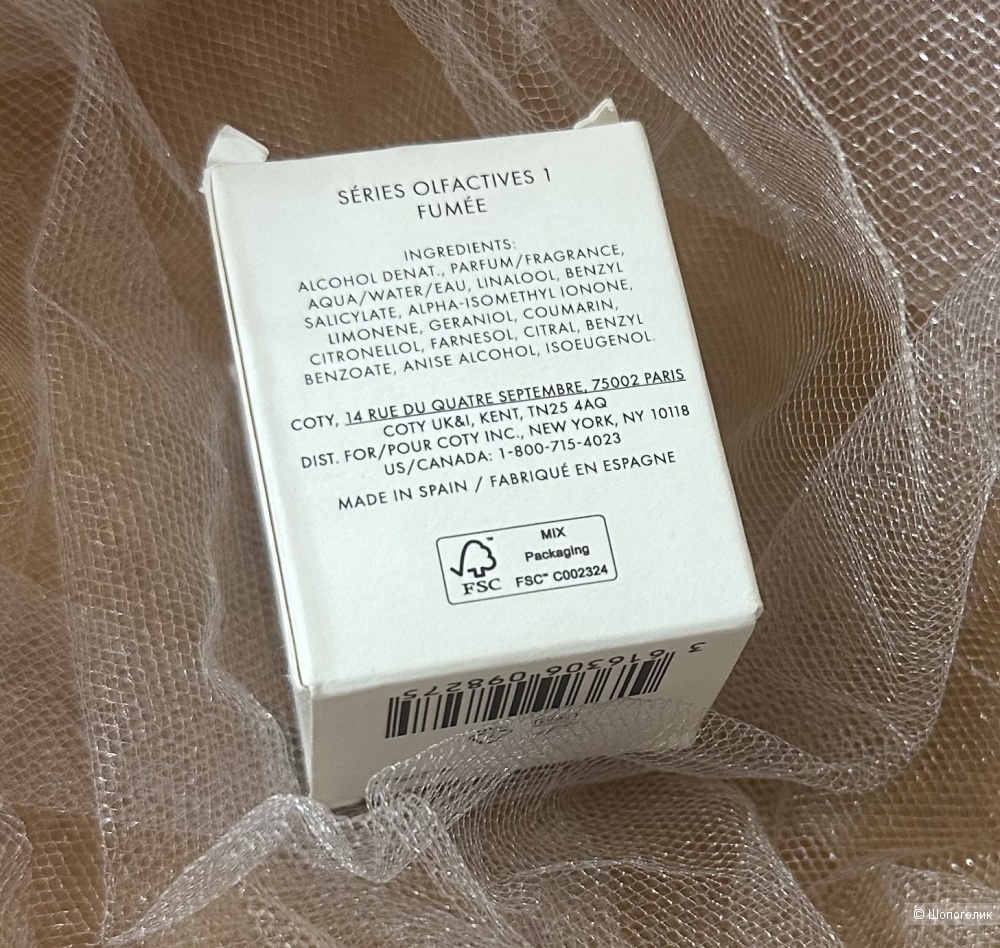 SÉRIES OLFACTIVES 1
FUMÉE
INGREDIENTS:
ALCOHOL DENAT., PARFUM/FRAGRANCE,
AQUA/WATER/EAU, LINALOOL, BENZYL
SALICYLATE, ALPHA-ISOMETHYL IONONE,
LIMONENE, GERANIOL, COUMARIN,
CITRONELLOL, FARNESOL, CITRAL, BENZYL
BENZOATE, ANISE ALCOHOL, ISOEUGENOL.
COTY, 14 RUE DU QUATRE SEPTEMBRE, 75002 PARIS
COTY UK&I, KENT, TN25 4AQ
DIST. FOR/POUR COTY INC., NEW YORK, NY 10118
US/CANADA: 1-800-715-4023
MADE IN SPAIN / FABRIQUÉ EN ESPAGNE
FSC™
MIX
Packaging
FSC™ C002324
3 616306 098275
© Шопоголик